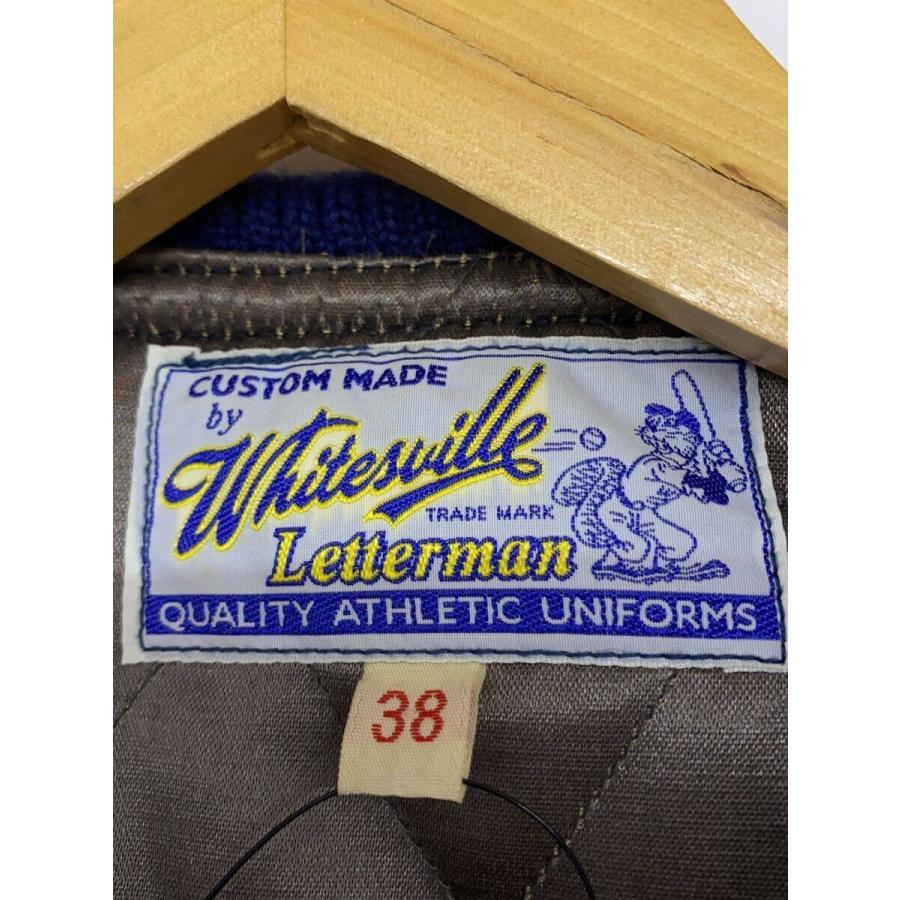 CUSTOM MADE
by
Whitesville
TRADE MARK
Letterman
QUALITY ATHLETIC UNIFORMS
38